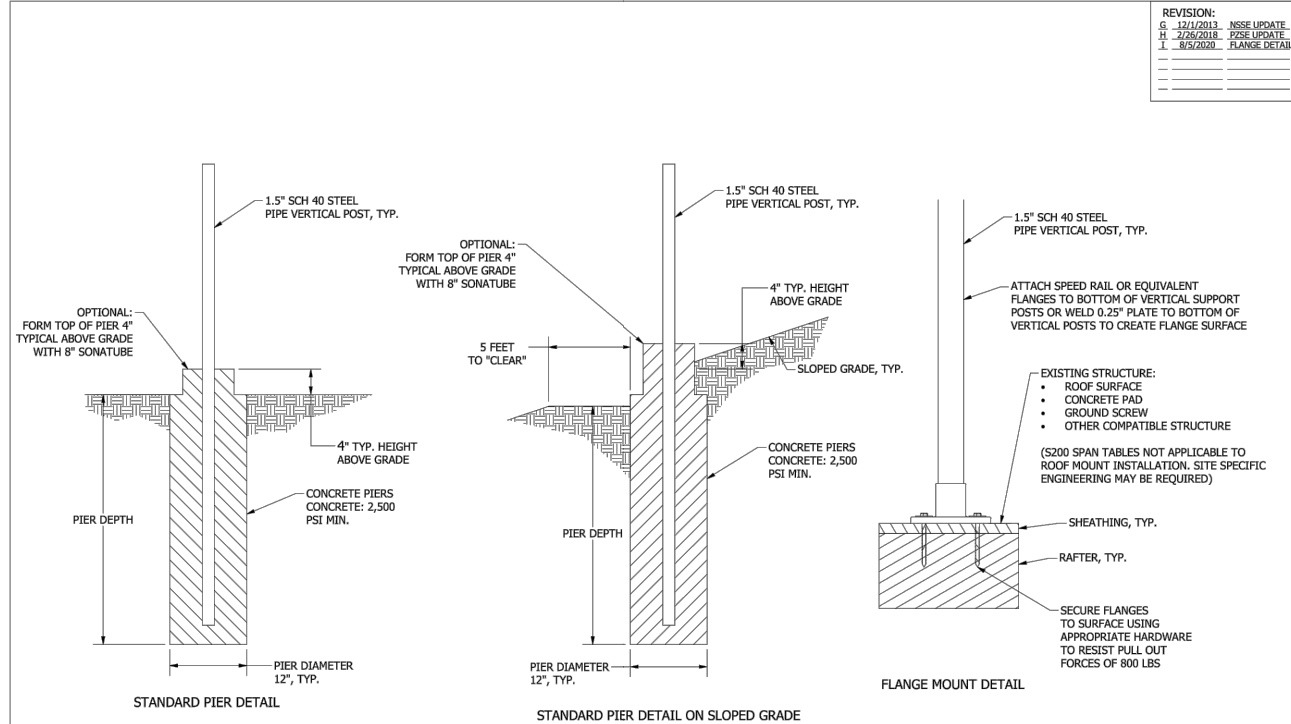 REVISION:
G 12/1/2013 NSSE UPDATE
H 2/26/2018 PZSE UPDATE
I 8/5/2020 FLANGE DETAIL
1.5" SCH 40 STEEL
PIPE VERTICAL POST, TYP.
OPTIONAL:
FORM TOP OF PIER 4"
TYPICAL ABOVE GRADE
WITH 8" SONATUBE
4" TYP. HEIGHT
ABOVE GRADE
CONCRETE PIERS
CONCRETE: 2,500
PSI MIN.
PIER DEPTH
PIER DIAMETER
12", TYP.
STANDARD PIER DETAIL
1.5" SCH 40 STEEL
PIPE VERTICAL POST, TYP.
OPTIONAL:
FORM TOP OF PIER 4"
TYPICAL ABOVE GRADE
WITH 8" SONATUBE
4" TYP. HEIGHT
ABOVE GRADE
5 FEET
TO "CLEAR"
SLOPED GRADE, TYP.
CONCRETE PIERS
CONCRETE: 2,500
PSI MIN.
PIER DEPTH
PIER DIAMETER
12", TYP.
STANDARD PIER DETAIL ON SLOPED GRADE
1.5" SCH 40 STEEL
PIPE VERTICAL POST, TYP.
ATTACH SPEED RAIL OR EQUIVALENT
FLANGES TO BOTTOM OF VERTICAL SUPPORT
POSTS OR WELD 0.25" PLATE TO BOTTOM OF
VERTICAL POSTS TO CREATE FLANGE SURFACE
EXISTING STRUCTURE:
• ROOF SURFACE
• CONCRETE PAD
• GROUND SCREW
• OTHER COMPATIBLE STRUCTURE
(S200 SPAN TABLES NOT APPLICABLE TO
ROOF MOUNT INSTALLATION. SITE SPECIFIC
ENGINEERING MAY BE REQUIRED)
SHEATHING, TYP.
RAFTER, TYP.
SECURE FLANGES
TO SURFACE USING
APPROPRIATE HARDWARE
TO RESIST PULL OUT
FORCES OF 800 LBS
FLANGE MOUNT DETAIL